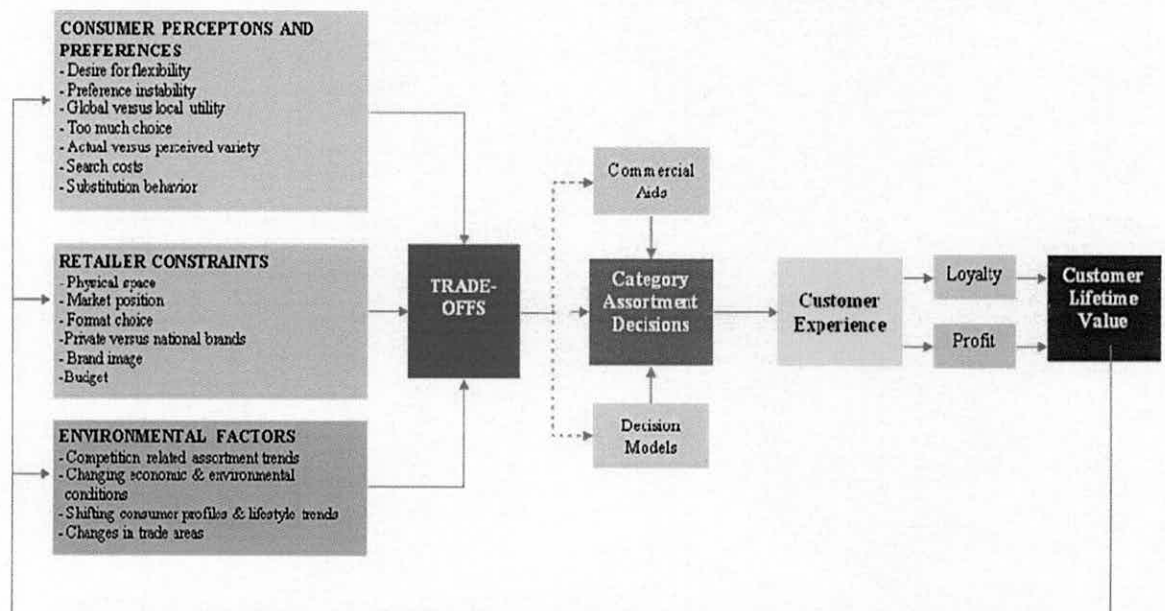 CONSUMER PERCEPTONS AND
PREFERENCES
- Desire for flexibility
- Preference instability
- Global versus local utility
- Too much choice
- Actual versus perceived variety
- Search costs
- Substitution behavior
RETAILER CONSTRAINTS
- Physical space
- Market position
- Format choice
- Private versus national brands
- Brand image
- Budget
ENVIRONMENTAL FACTORS
- Competition related assortment trends
- Changing economic & environmental
conditions
- Shifting consumer profiles & lifestyle trends
- Changes in trade areas
TRADE-
OFFS
Commercial
Aids
Category
Assortment
Decisions
Decision
Models
Customer
Experience
Loyalty
Profit
Customer
Lifetime
Value